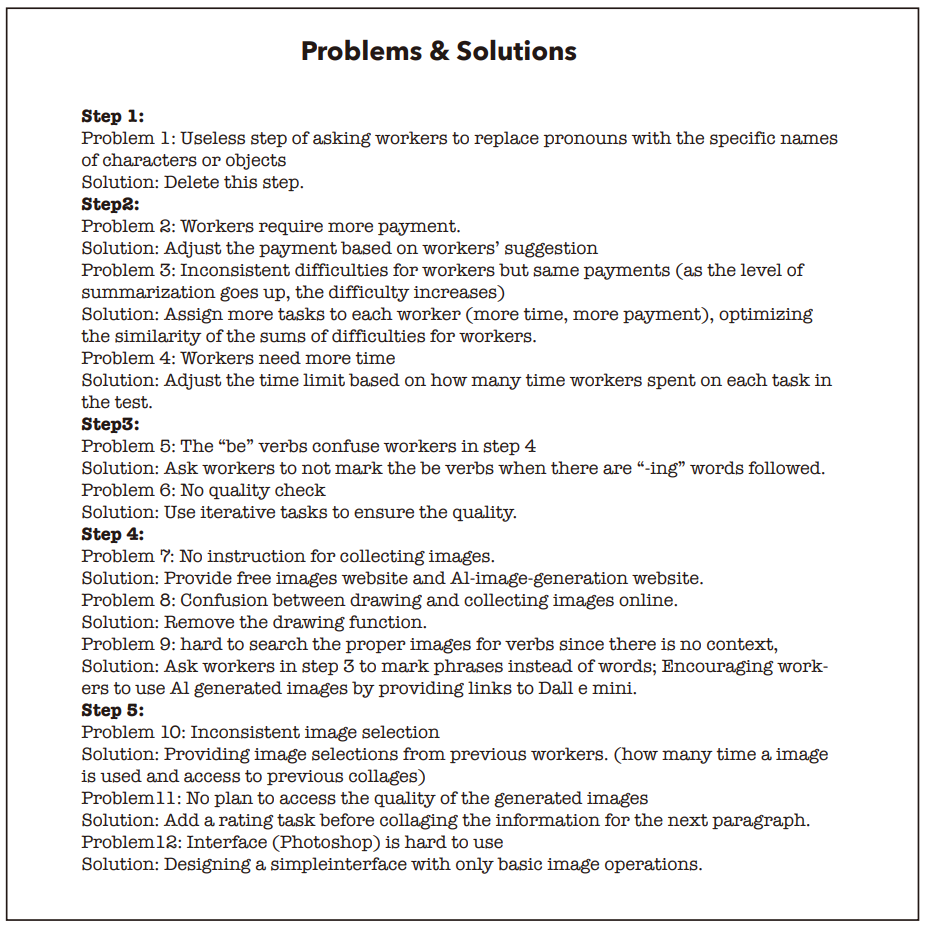 Problems & Solutions
Step 1:
Problem 1: Useless step of asking workers to replace pronouns with the specific names
of characters or objects
Solution: Delete this step.
Step2:
Problem 2: Workers require more payment.
Solution: Adjust the payment based on workers’ suggestion
Problem 3: Inconsistent difficulties for workers but same payments (as the level of
summarization goes up, the difficulty increases)
Solution: Assign more tasks to each worker (more time, more payment), optimizing
the similarity of the sums of difficulties for workers.
Problem 4: Workers need more time
Solution: Adjust the time limit based on how many time workers spent on each task in
the test.
Step3:
Problem 5: The “be” verbs confuse workers in step 4
Solution: Ask workers to not mark the be verbs when there are “-ing” words followed.
Problem 6: No quality check
Solution: Use iterative tasks to ensure the quality.
Step 4:
Problem 7: No instruction for collecting images.
Solution: Provide free images website and Al-image-generation website.
Problem 8: Confusion between drawing and collecting images online.
Solution: Remove the drawing function.
Problem 9: hard to search the proper images for verbs since there is no context,
Solution: Ask workers in step 3 to mark phrases instead of words; Encouraging work-
ers to use Al generated images by providing links to Dall e mini.
Step 5:
Problem 10: Inconsistent image selection
Solution: Providing image selections from previous workers. (how many time a image
is used and access to previous collages)
Problem11: No plan to access the quality of the generated images
Solution: Add a rating task before collaging the information for the next paragraph.
Problem12: Interface (Photoshop) is hard to use
Solution: Designing a simpleinterface with only basic image operations.